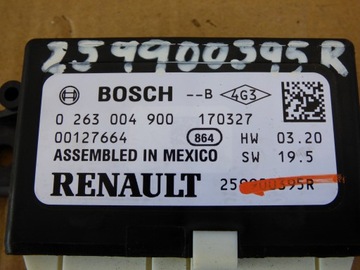 259900395R
BOSCH --B 4G3
0 263 004 900 170327
00127664 864 HW 03.20
ASSEMBLED IN MEXICO SW 19.5
RENAULT 259900395R